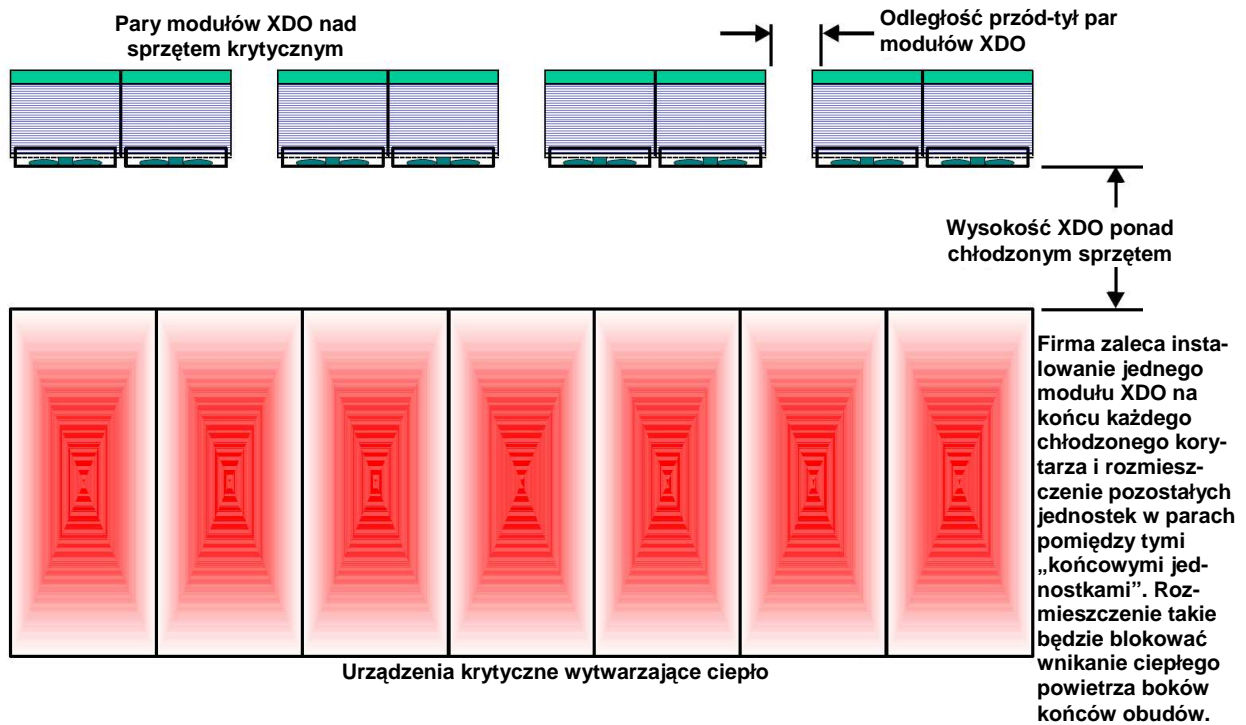 Pary modułów XDO nad
sprzętem krytycznym
Odległość przód-tył par
modułów XDO
Wysokość XDO ponad
chłodzonym sprzętem
Firma zaleca insta-
lowanie jednego
modułu XDO na
końcu każdego
chłodzonego kory-
tarza i rozmiesz-
czenie pozostałych
jednostek w parach
pomiędzy tymi
„końcowymi jed-
nostkami”. Roz-
mieszczenie takie
będzie blokować
wnikanie ciepłego
powietrza boków
końców obudów.
Urządzenia krytyczne wytwarzające ciepło